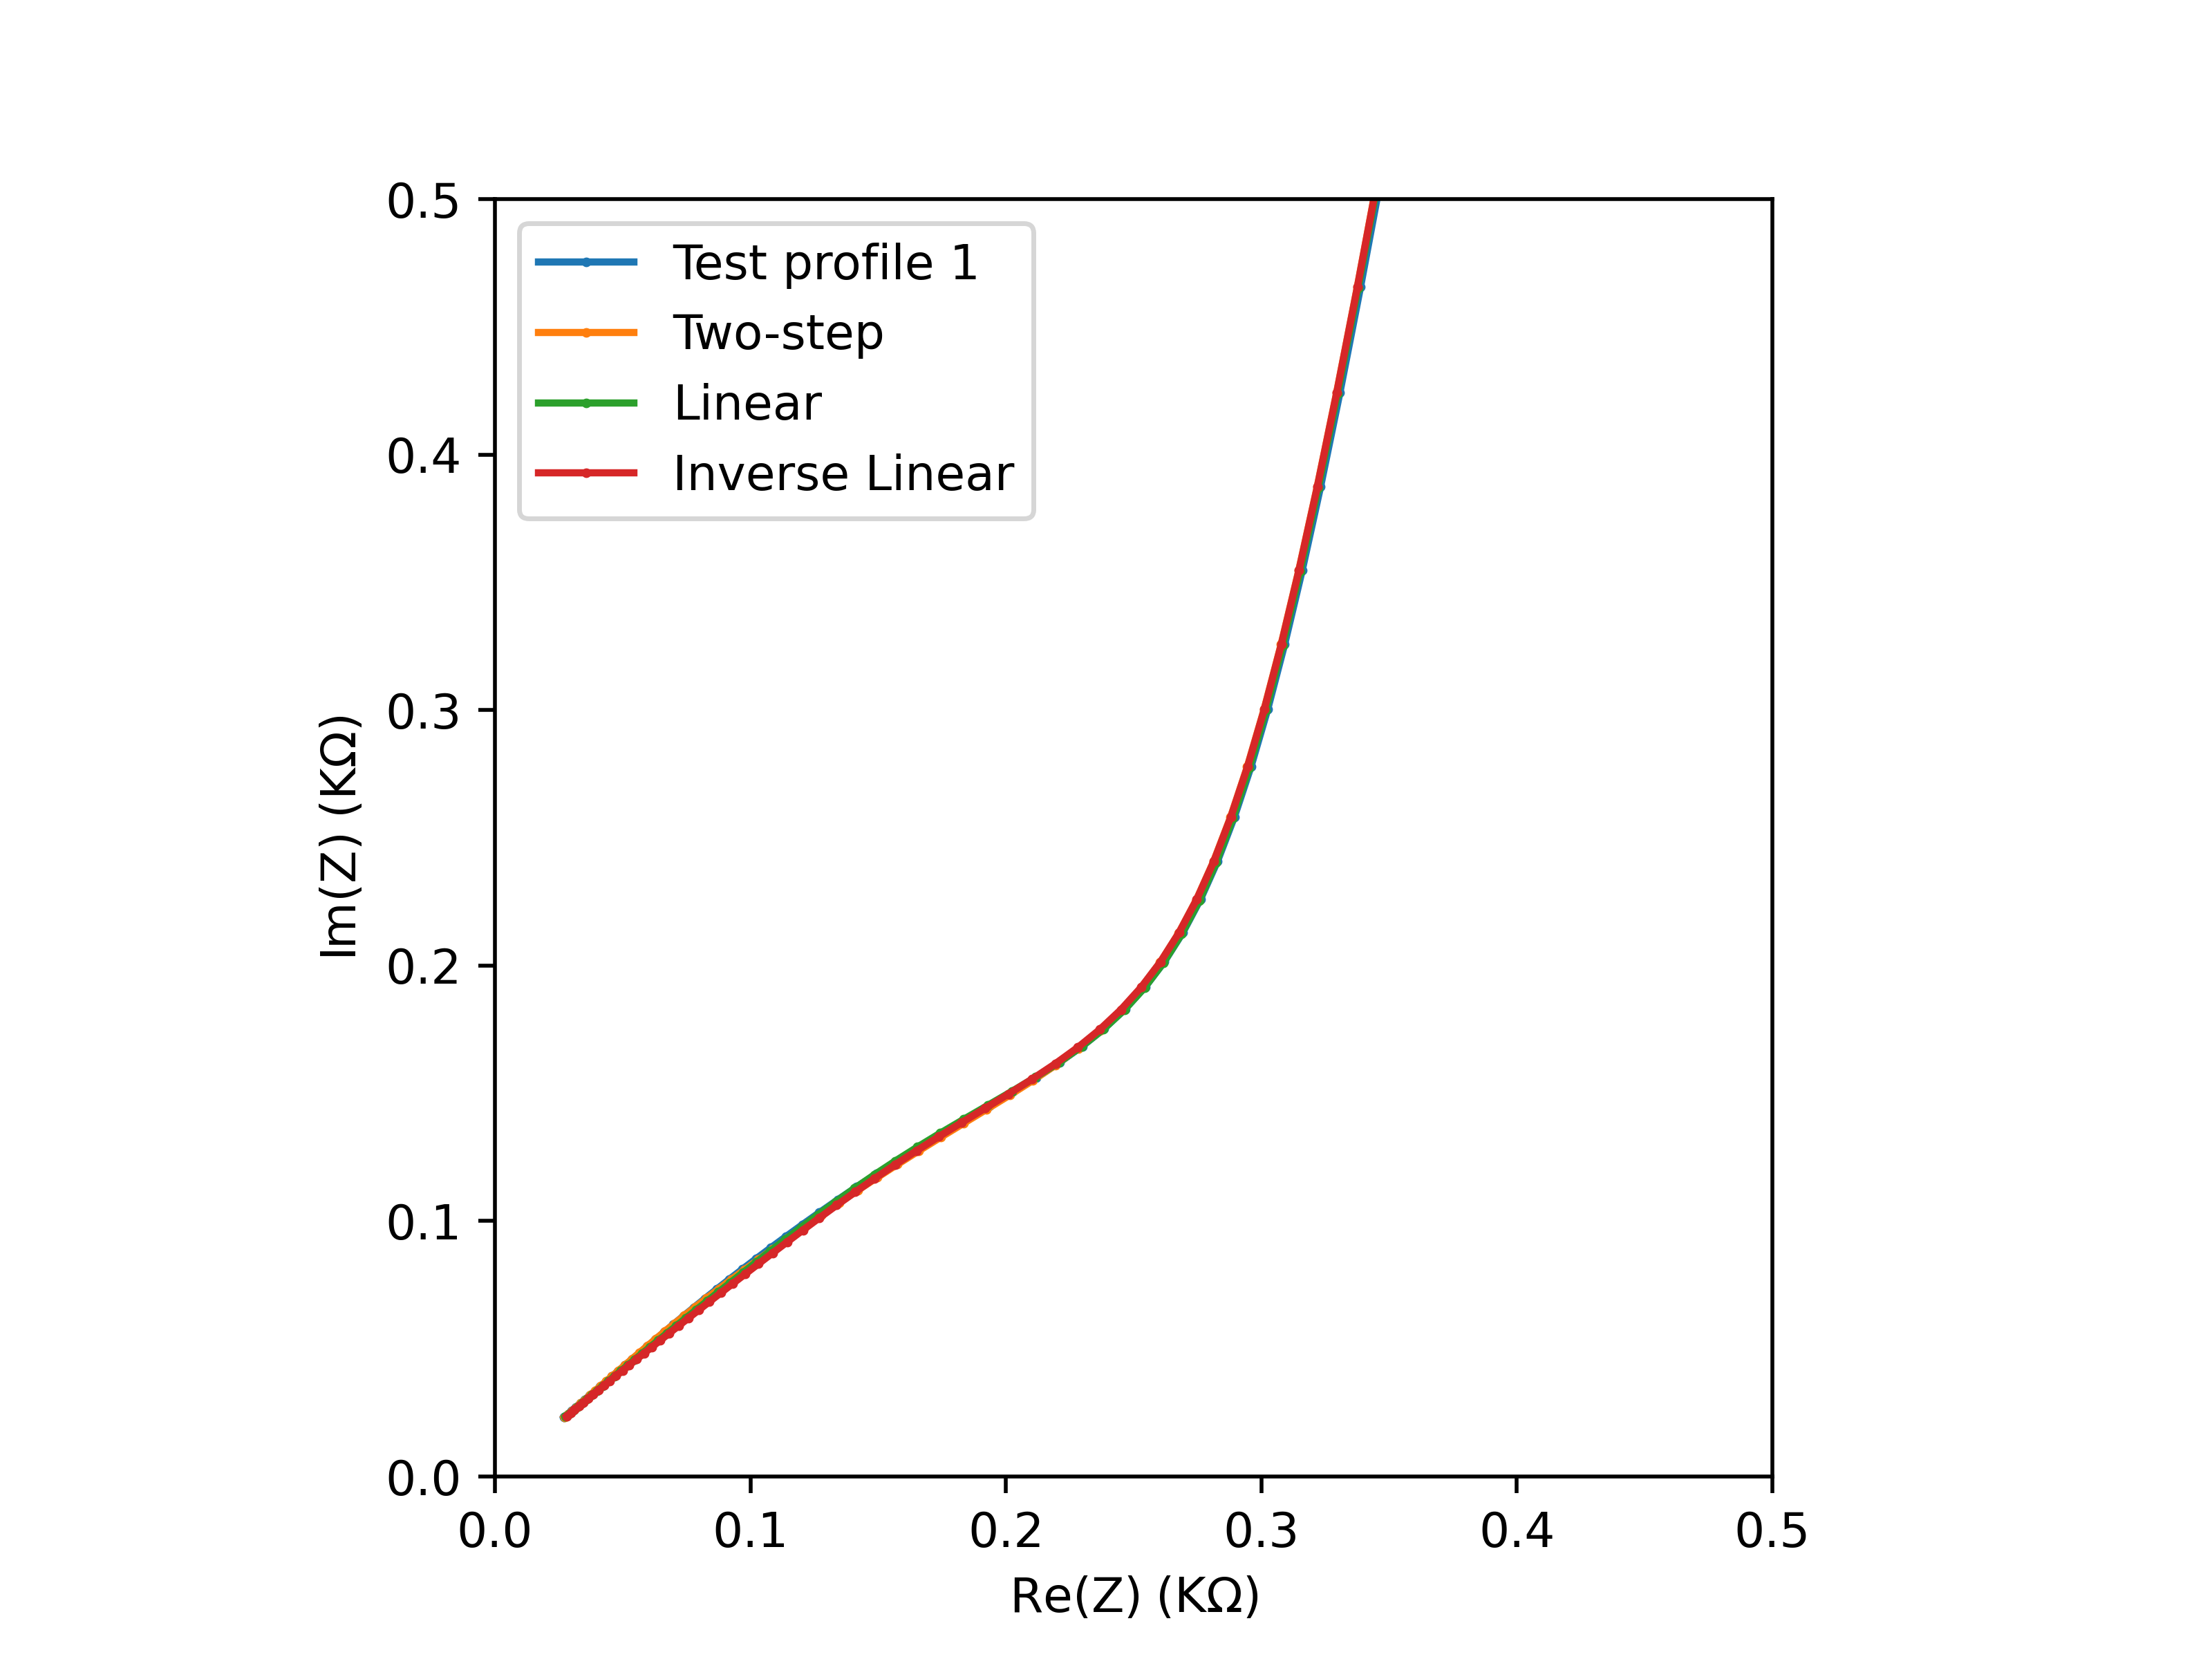 Test profile 1
Two-step
Linear
Inverse Linear
0.5
0.4
0.3
0.2
0.1
0.0
Im(Z) (KΩ)
0.0 0.1 0.2 0.3 0.4 0.5
Re(Z) (KΩ)